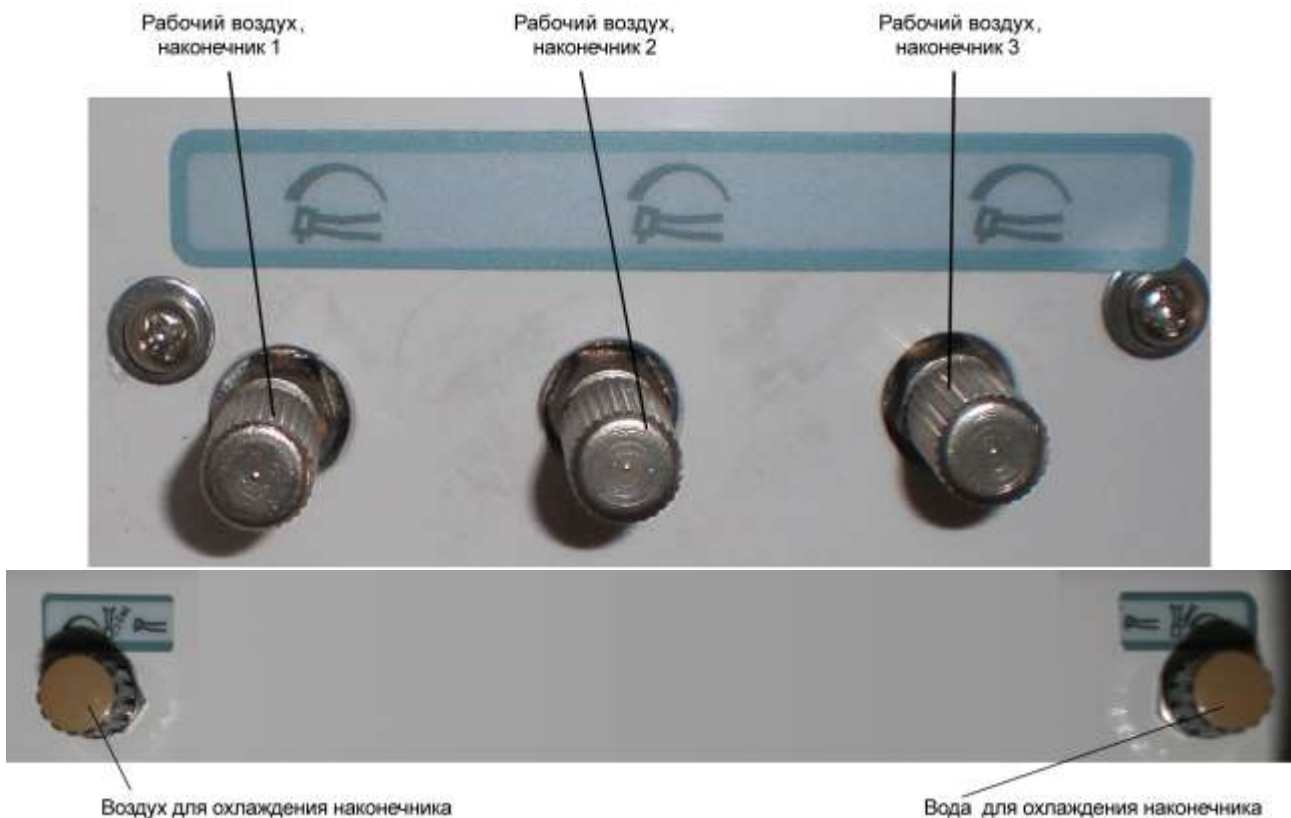 Рабочий воздух,
наконечник 1
Рабочий воздух,
наконечник 2
Рабочий воздух,
наконечник 3
Воздух для охлаждения наконечника
Вода для охлаждения наконечника